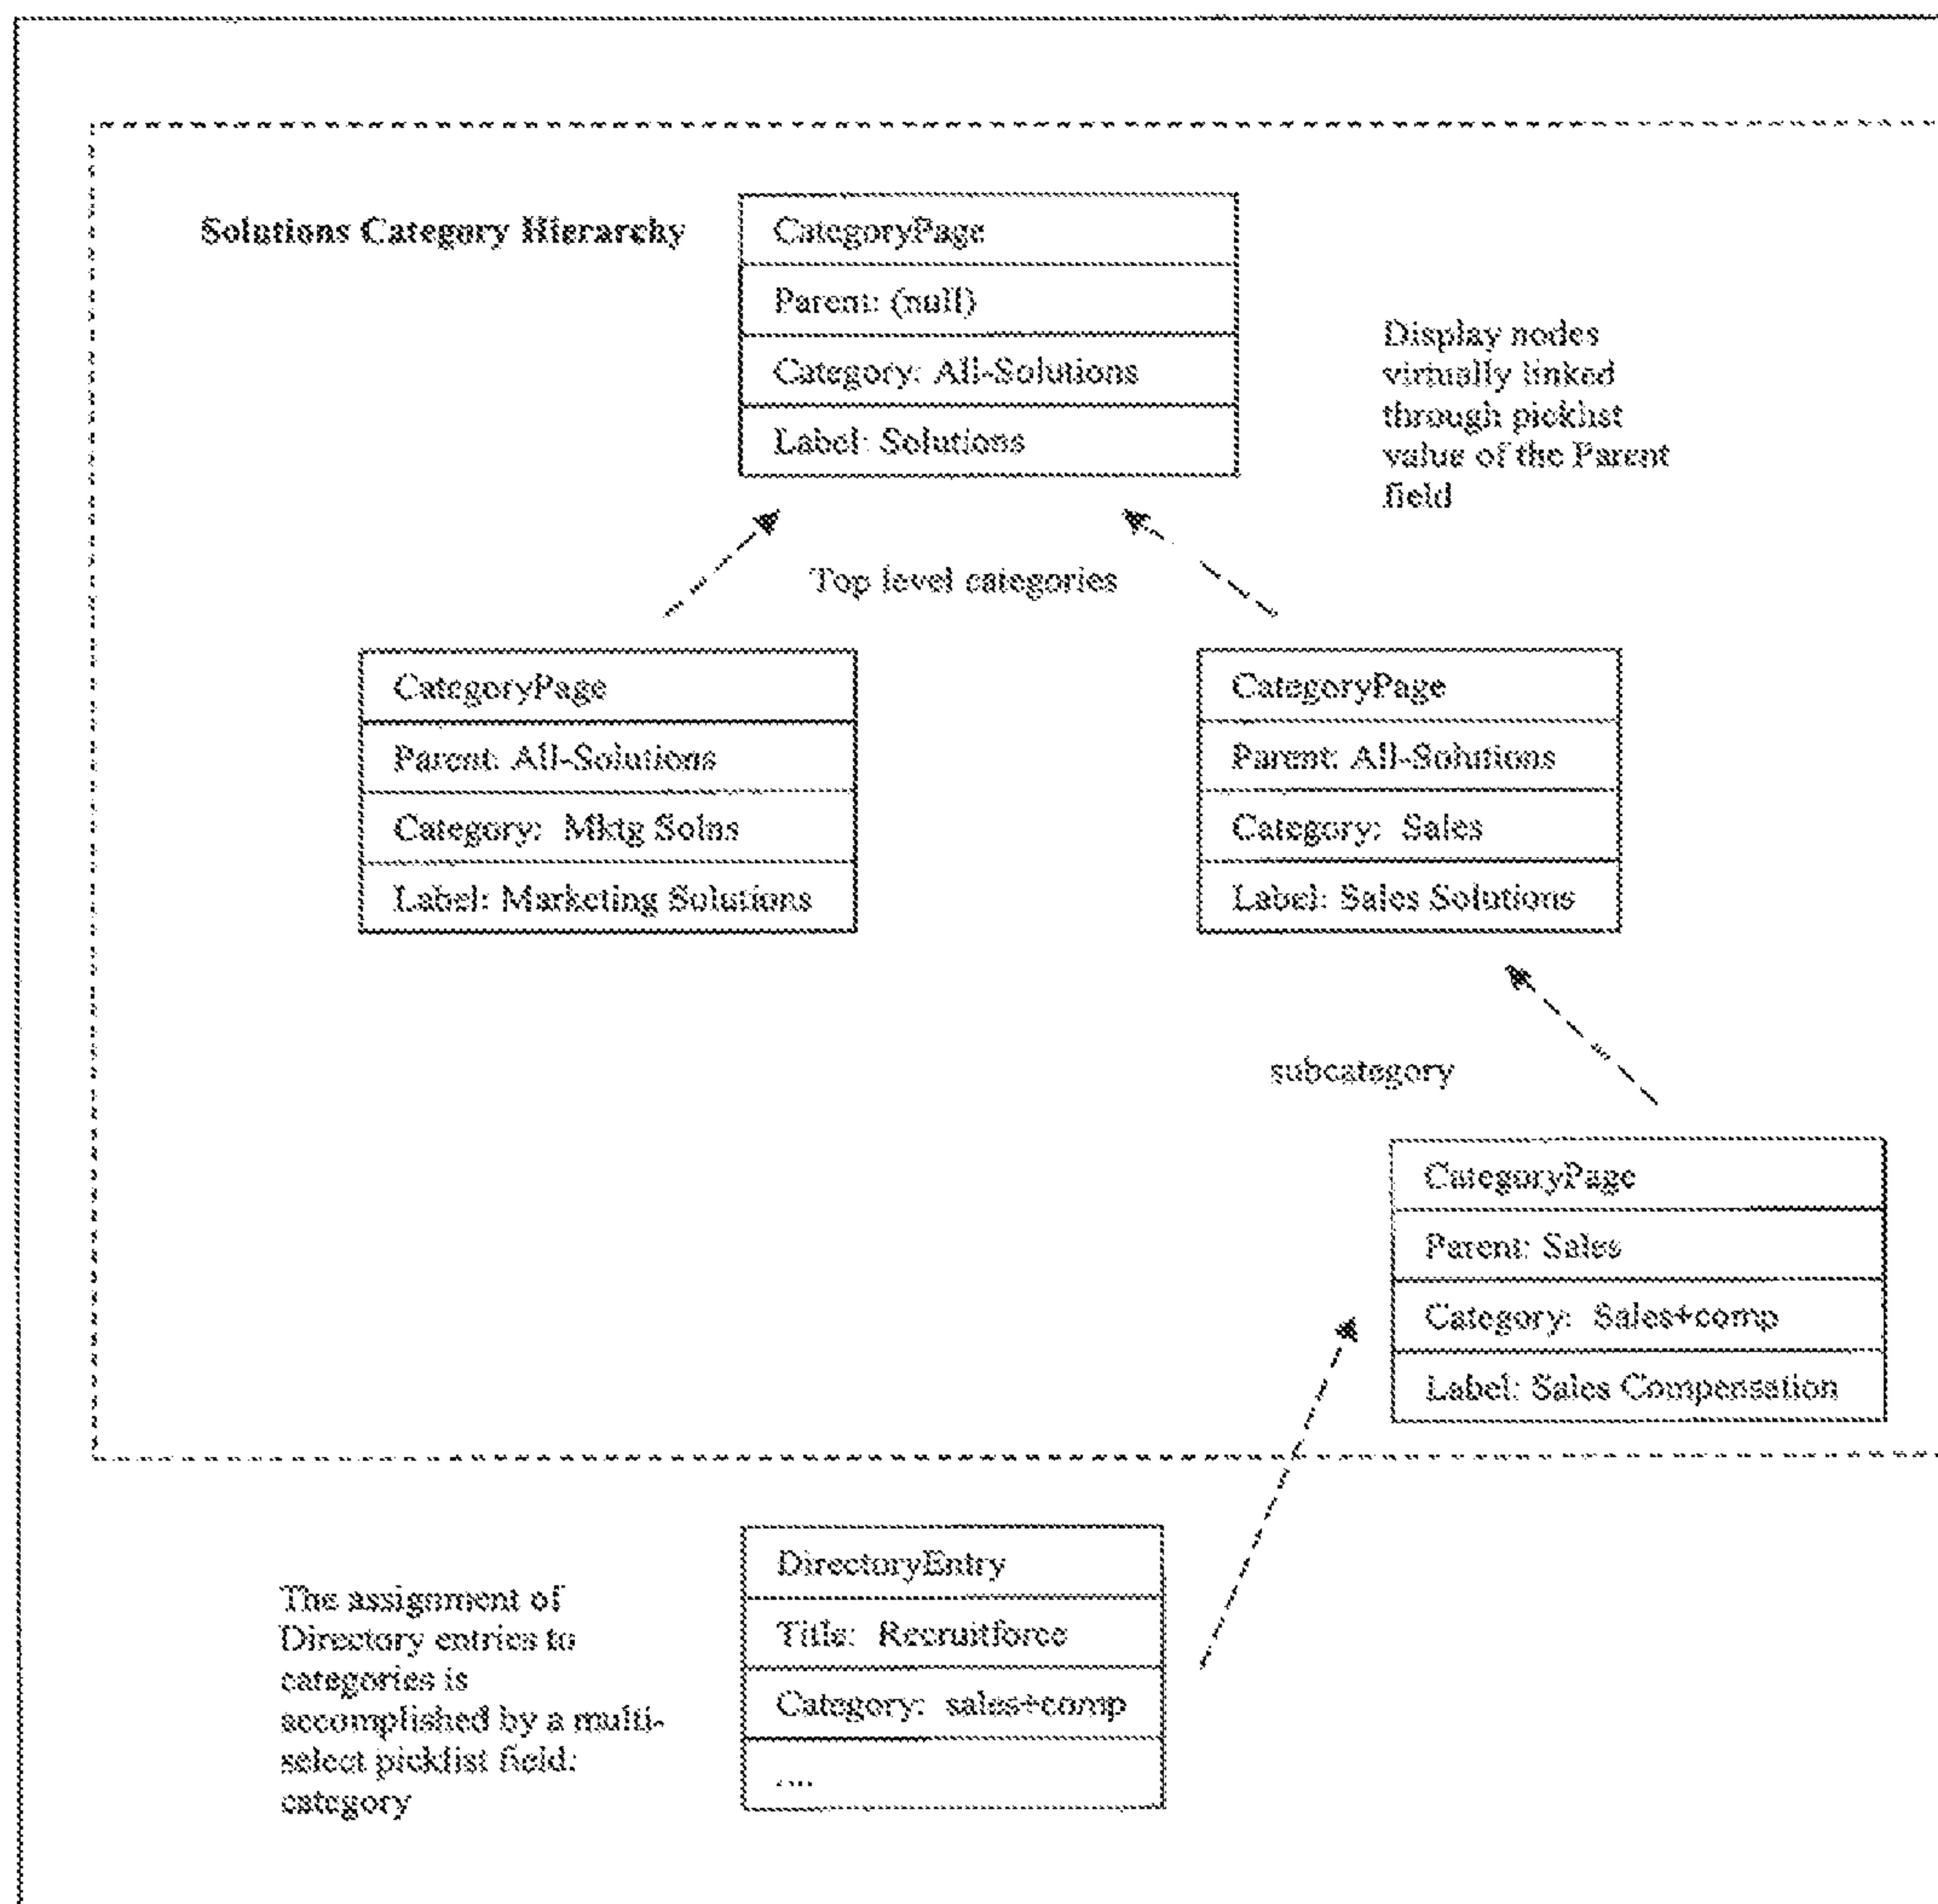 Solutions Category Hierarchy
CategoryPage
Parent: (null)
Category: All-Solutions
Label: Solutions
Display nodes
virtually linked
through picklist
value of the Parent
field
Top level categories
CategoryPage
Parent: All-Solutions
Category: Mktg Solns
Label: Marketing Solutions
CategoryPage
Parent: All-Solutions
Category: Sales
Label: Sales Solutions
subcategory
CategoryPage
Parent: Sales
Category: Sales+comp
Label: Sales Compensation
DirectoryEntry
Title: Recruitforce
Category: sales+comp
...
The assignment of
Directory entries to
categories is
accomplished by a multi-
select picklist field:
category